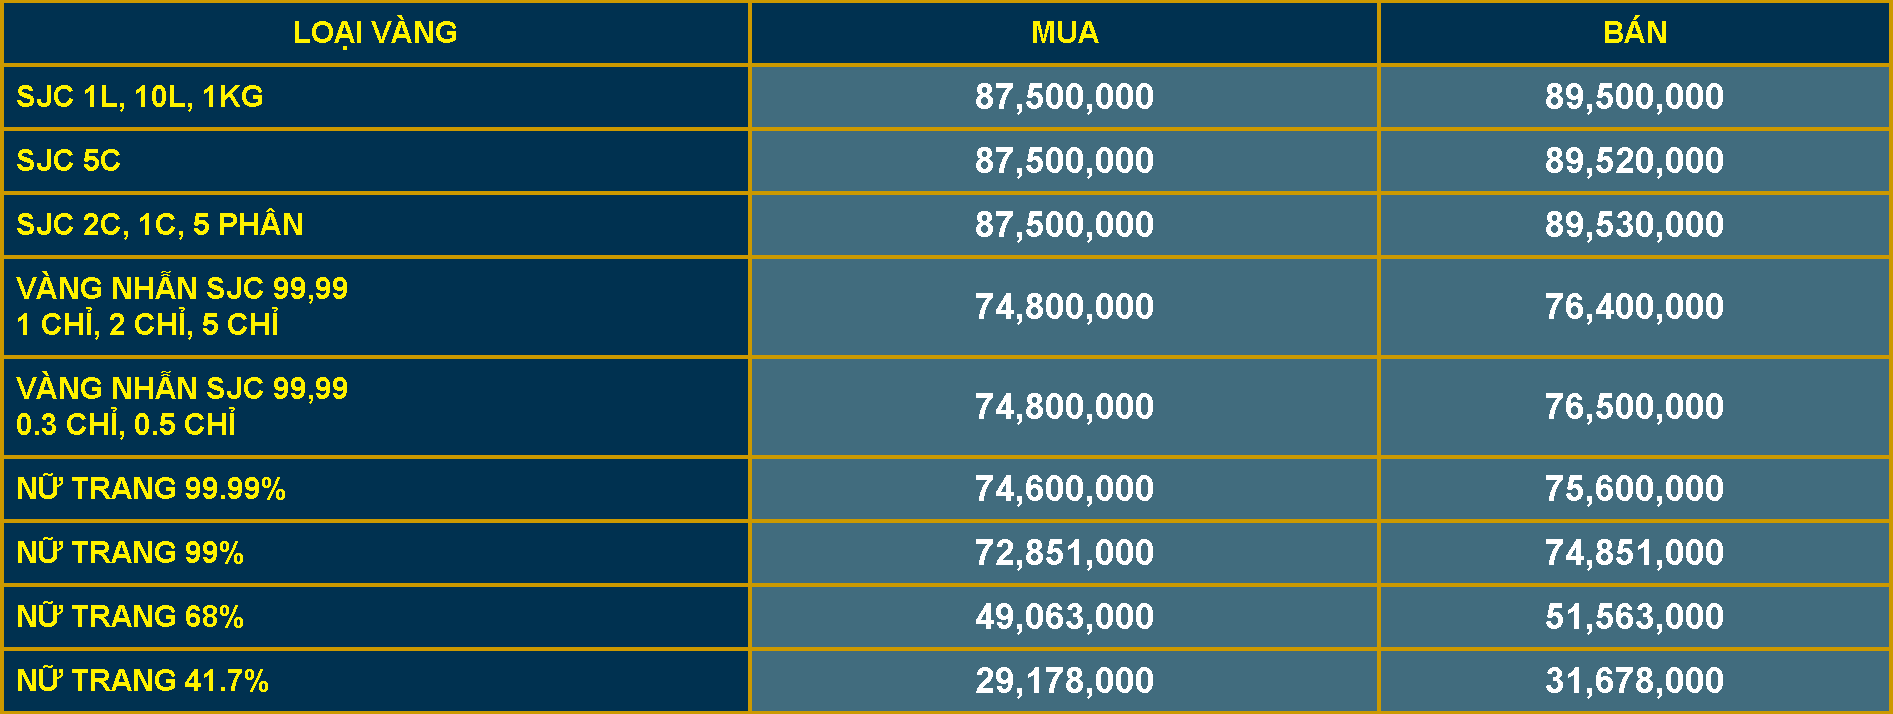 LOẠI VÀNG MUA BÁN
SJC 1L, 10L, 1KG 87,500,000 89,500,000
SJC 5C 87,500,000 89,520,000
SJC 2C, 1C, 5 PHÂN 87,500,000 89,530,000
VÀNG NHẪN SJC 99,99
1 CHỈ, 2 CHỈ, 5 CHỈ 74,800,000 76,400,000
VÀNG NHẪN SJC 99,99
0.3 CHỈ, 0.5 CHỈ 74,800,000 76,500,000
NỮ TRANG 99.99% 74,600,000 75,600,000
NỮ TRANG 99% 72,851,000 74,851,000
NỮ TRANG 68% 49,063,000 51,563,000
NỮ TRANG 41.7% 29,178,000 31,678,000